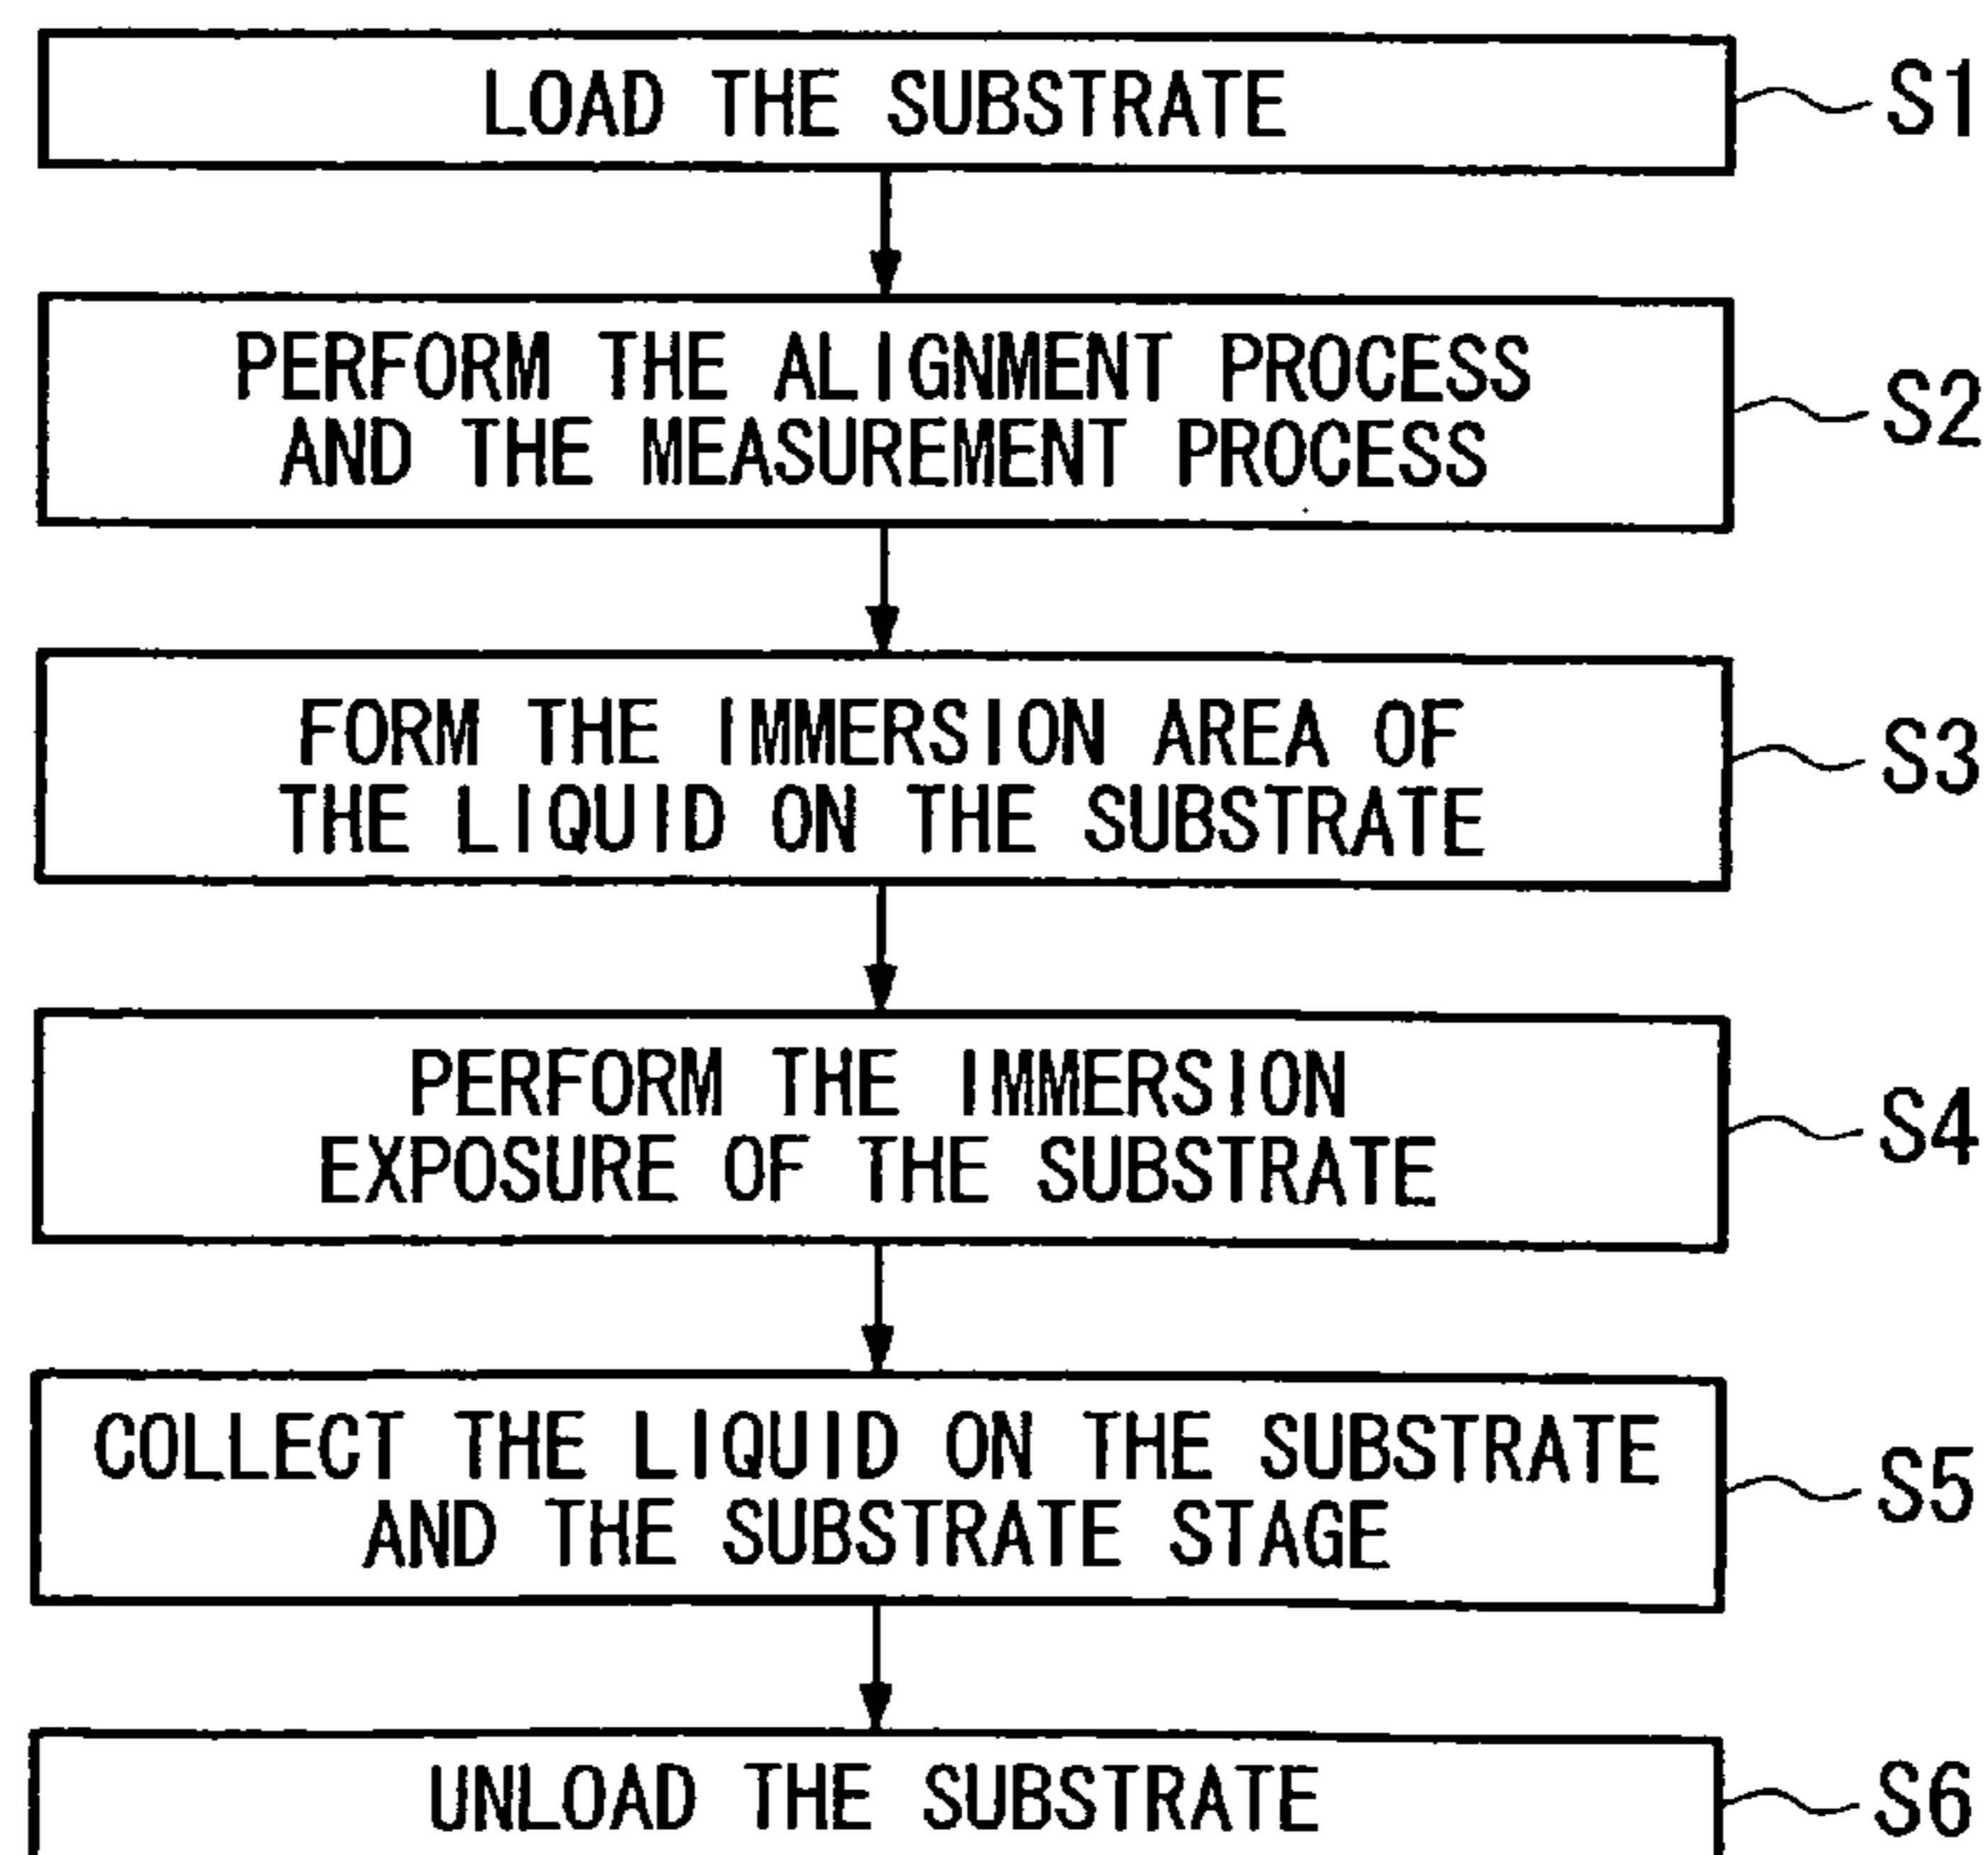 LOAD THE SUBSTRATE
S1
PERFORM THE ALIGNMENT PROCESS
AND THE MEASUREMENT PROCESS
S2
FORM THE IMMERSION AREA OF
THE LIQUID ON THE SUBSTRATE
S3
PERFORM THE IMMERSION
EXPOSURE OF THE SUBSTRATE
S4
COLLECT THE LIQUID ON THE SUBSTRATE
AND THE SUBSTRATE STAGE
S5
UNLOAD THE SUBSTRATE
S6